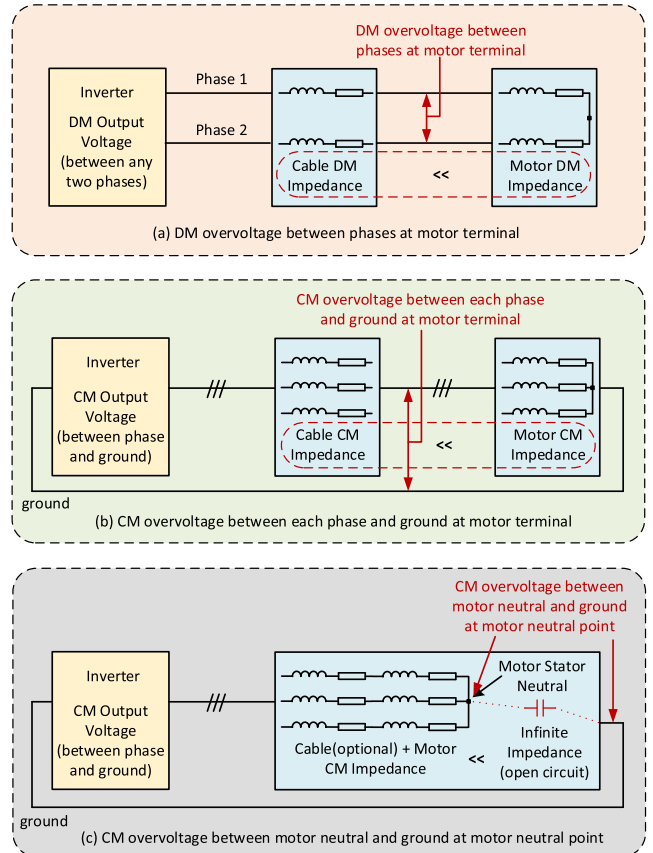 DM overvoltage between
phases at motor terminal
Inverter
DM Output
Voltage
(between any
two phases)
Phase 1
Phase 2
Cable DM
Impedance
<<
Motor DM
Impedance
(a) DM overvoltage between phases at motor terminal
CM overvoltage between each phase
and ground at motor terminal
Inverter
CM Output
Voltage
(between phase
and ground)
Cable CM
Impedance
<<
Motor CM
Impedance
ground
(b) CM overvoltage between each phase and ground at motor terminal
CM overvoltage between
motor neutral and ground
at motor neutral point
Inverter
CM Output
Voltage
(between phase
and ground)
Motor Stator
Neutral
Cable(optional) + Motor
CM Impedance
<<
Infinite
Impedance
(open circuit)
ground
(c) CM overvoltage between motor neutral and ground at motor neutral point